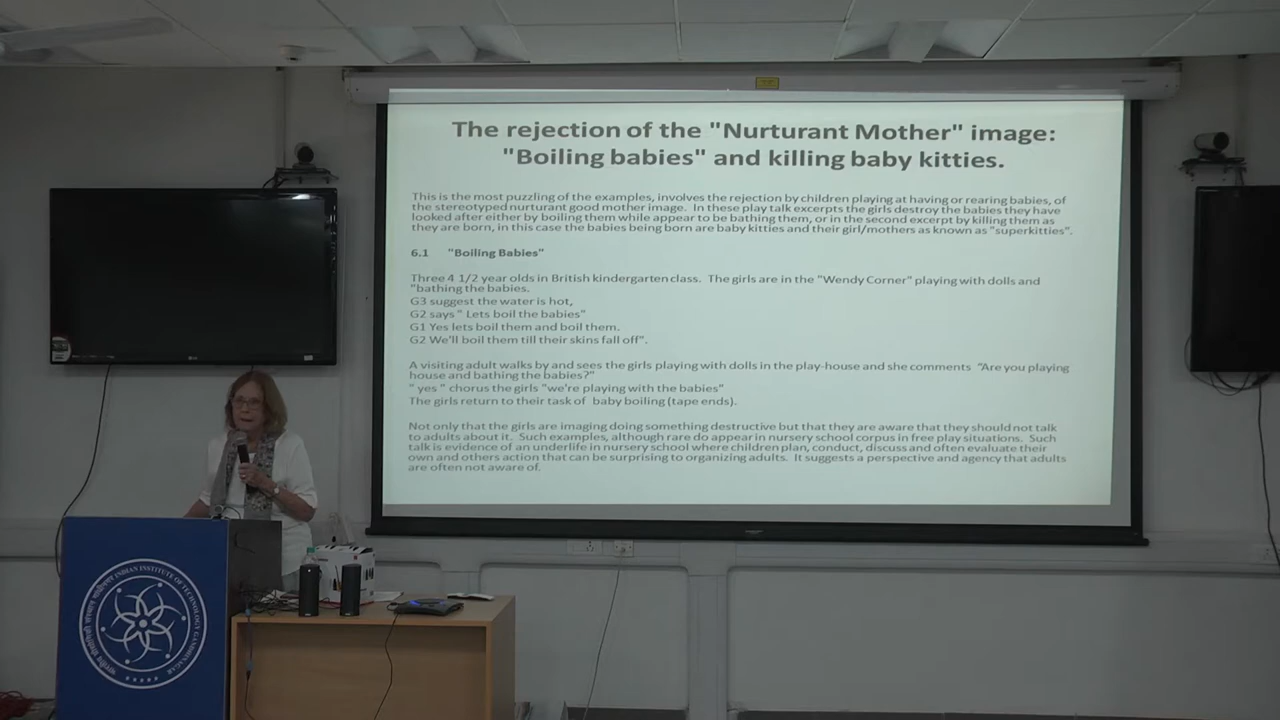 The rejection of the "Nurturant Mother" image:
"Boiling babies" and killing baby kitties.
This is the most puzzling of the examples, involves the rejection by children playing at having or rearing babies, of
the stereotyped nurturant good mother image. In these play talk excerpts the girls destroy the babies they have
looked after either by boiling them while appear to be bathing them, or in the second excerpt by killing them as
they are born, in this case the babies being born are baby kitties and their girl/mothers as known as "superkitties".
6.1 "Boiling Babies"
Three 4 1/2 year olds in British kindergarten class. The girls are in the "Wendy Corner" playing with dolls and
"bathing the babies.
G3 suggest the water is hot,
G2 says " Lets boil the babies"
G1 Yes lets boil them and boil them.
G2 We'll boil them till their skins fall off".
A visiting adult walks by and sees the girls playing with dolls in the play-house and she comments "Are you playing
house and bathing the babies?"
" yes " chorus the girls "we're playing with the babies"
The girls return to their task of baby boiling (tape ends).
Not only that the girls are imaging doing something destructive but that they are aware that they should not talk
to adults about it. Such examples, although rare do appear in nursery school corpus in free play situations. Such
talk is evidence of an underlife in nursery school where children plan, conduct, discuss and often evaluate their
own and others action that can be surprising to organizing adults. It suggests a perspective and agency that adults
are often not aware of.
LG
INDIAN INSTITUTE OF TECHNOLOGY GANDHINAGAR
भारतीय प्रौद्योगिकी संस्थान गांधीनगर